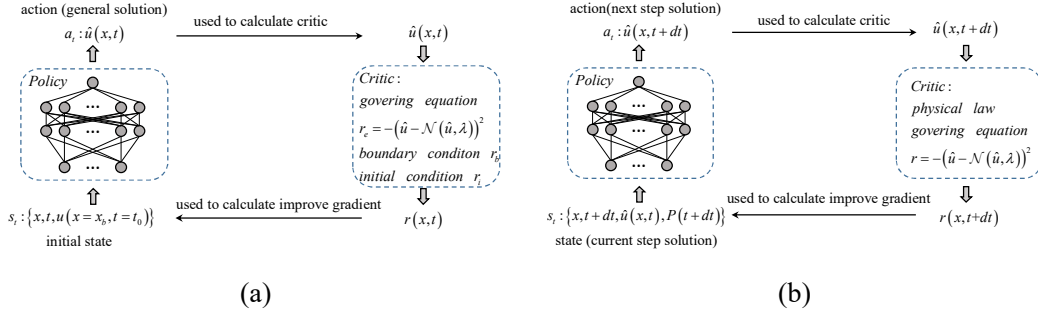 action (general solution)
used to calculate critic
a_t : û(x,t)
û(x,t)
Policy
...
...
...
Critic :
govering equation
r_e = −(û − 𝒩(û,λ))²
boundary conditon r_b
initial condition r_i
used to calculate improve gradient
s_t : {x,t,u(x=x_b,t=t_0)}
r(x,t)
initial state
(a)
action(next step solution)
used to calculate critic
a_t : û(x,t+dt)
û(x,t+dt)
Policy
...
...
...
Critic :
physical law
govering equation
r = −(û − 𝒩(û,λ))²
used to calculate improve gradient
s_t : {x,t+dt,û(x,t),P(t+dt)}
r(x,t+dt)
state (current step solution)
(b)